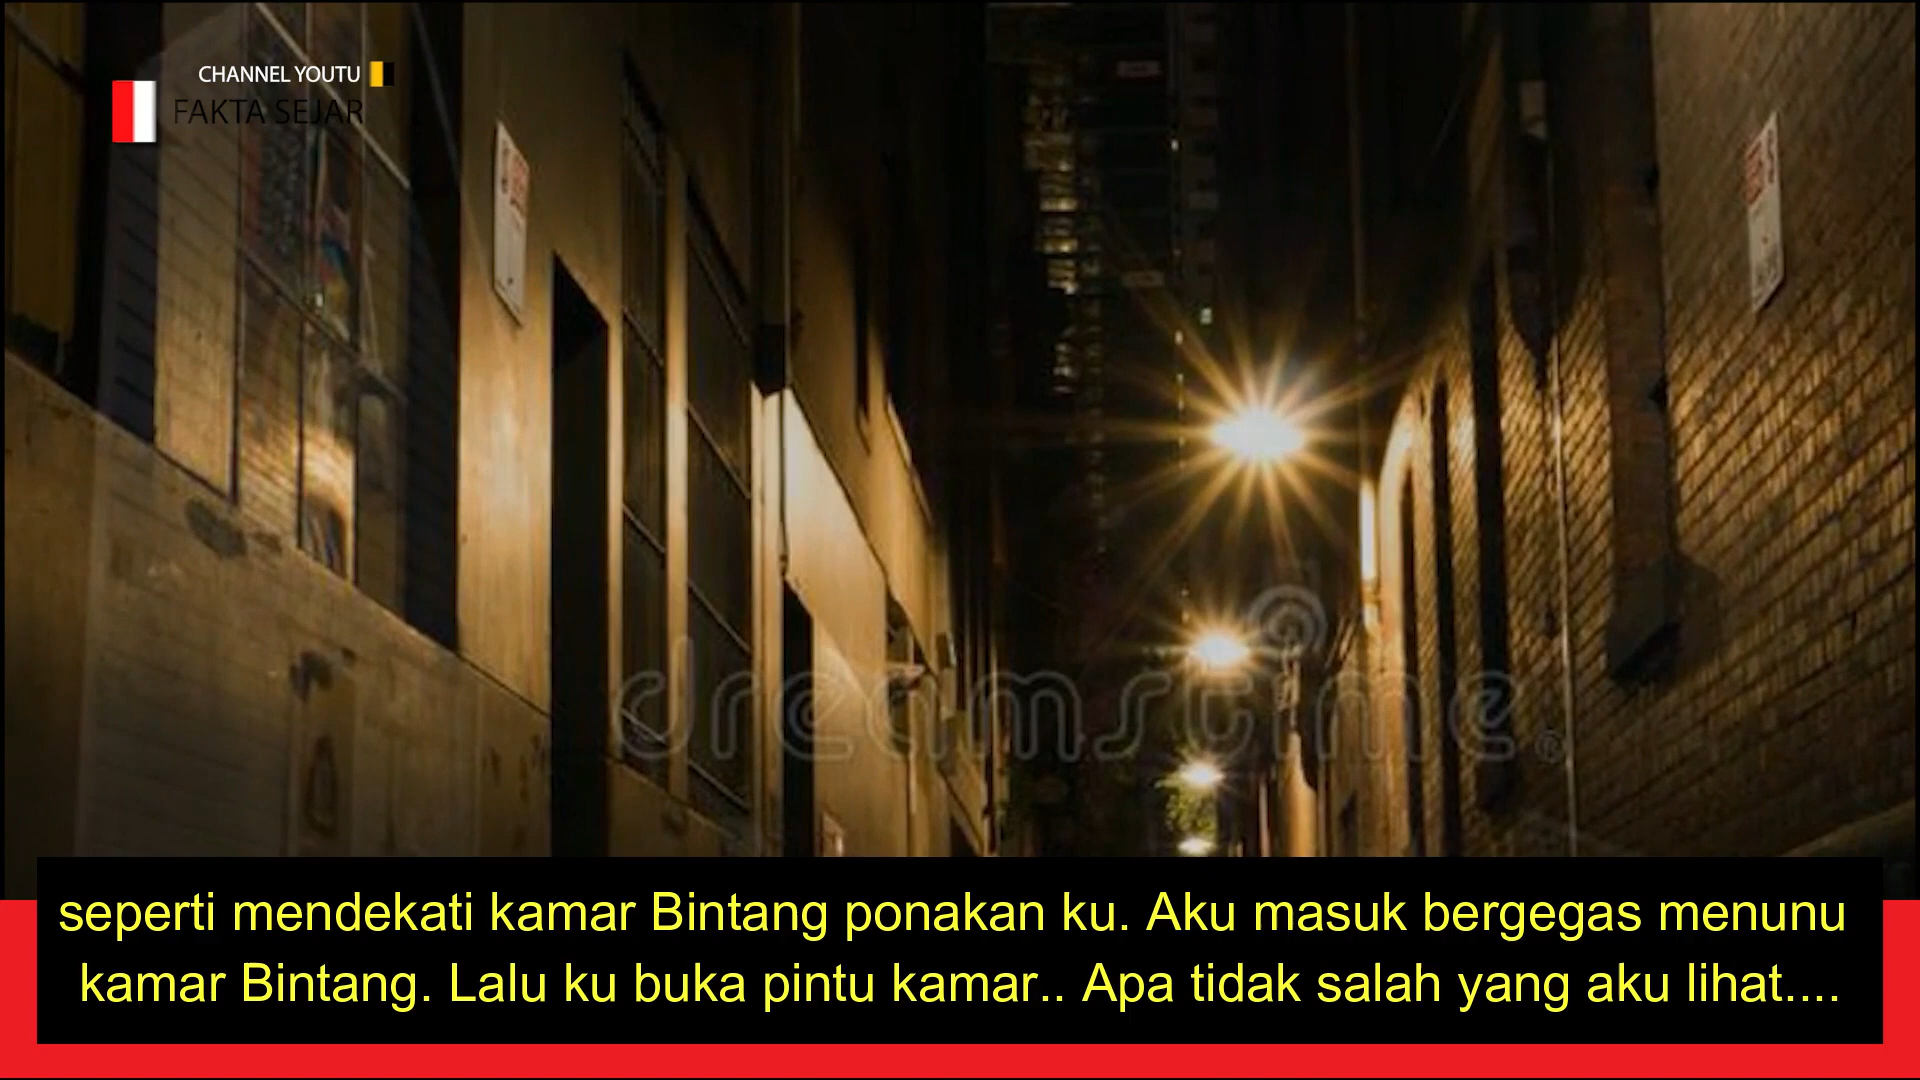 CHANNEL YOUTU
FAKTA SEJAR
dreamstime
seperti mendekati kamar Bintang ponakan ku. Aku masuk bergegas menunu
kamar Bintang. Lalu ku buka pintu kamar.. Apa tidak salah yang aku lihat....